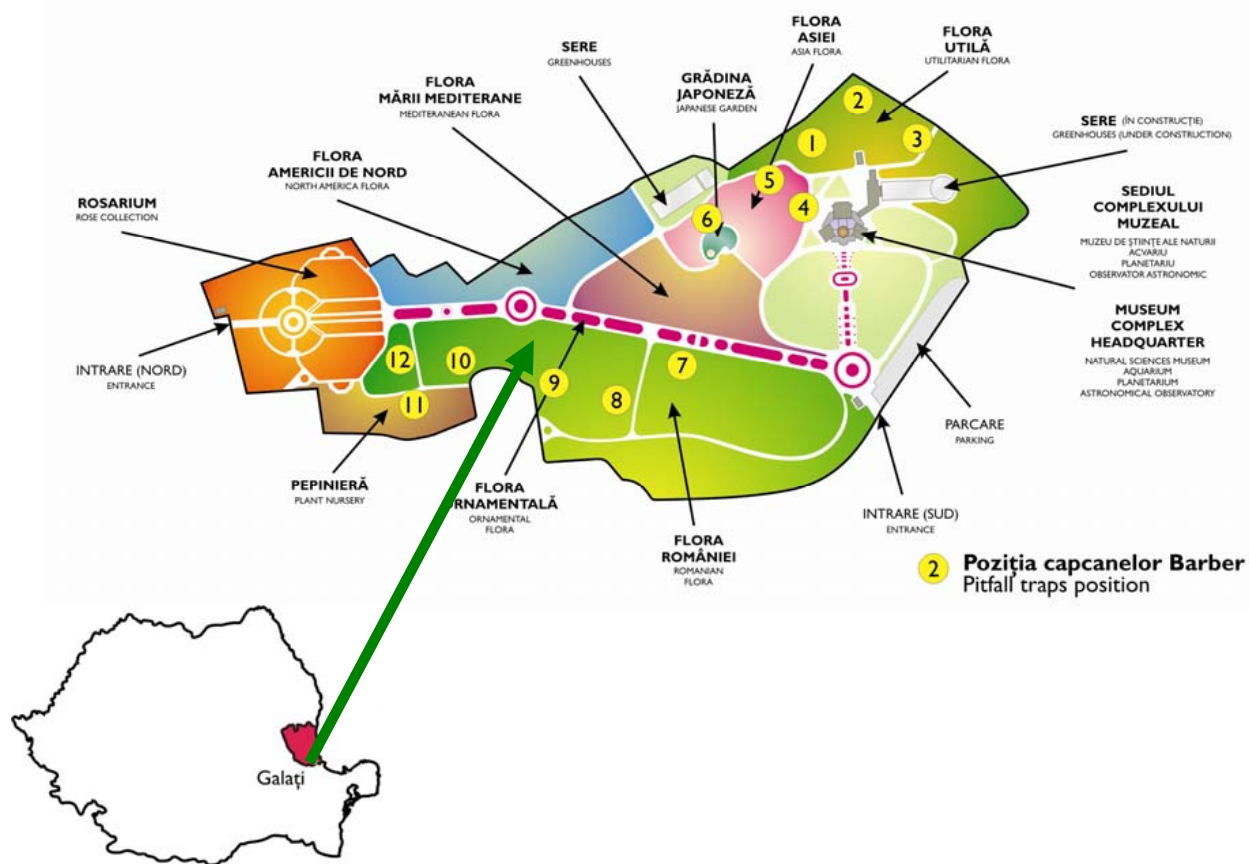 FLORA
ASIEI
ASIA FLORA
FLORA
UTILĂ
UTILITARIAN FLORA
SERE
GREENHOUSES
GRĂDINA
JAPONEZĂ
JAPANESE GARDEN
FLORA
MĂRII MEDITERANE
MEDITERANEAN FLORA
SERE (ÎN CONSTRUCȚIE)
GREENHOUSES (UNDER CONSTRUCTION)
FLORA
AMERICII DE NORD
NORTH AMERICA FLORA
ROSARIUM
ROSE COLLECTION
SEDIUL
COMPLEXULUI
MUZEAL
MUZEU DE ȘTIINȚE ALE NATURII
ACVARIU
PLANETARIU
OBSERVATOR ASTRONOMIC
MUSEUM
COMPLEX
HEADQUARTER
NATURAL SCIENCES MUSEUM
AQUARIUM
PLANETARIUM
ASTRONOMICAL OBSERVATORY
2
1
3
5
4
6
12
10
7
9
8
11
INTRARE (NORD)
ENTRANCE
PARCARE
PARKING
PEPINIERĂ
PLANT NURSERY
FLORA
ORNAMENTALĂ
ORNAMENTAL
FLORA
INTRARE (SUD)
ENTRANCE
FLORA
ROMÂNIEI
ROMANIAN
FLORA
2 Poziția capcanelor Barber
Pitfall traps position
Galați